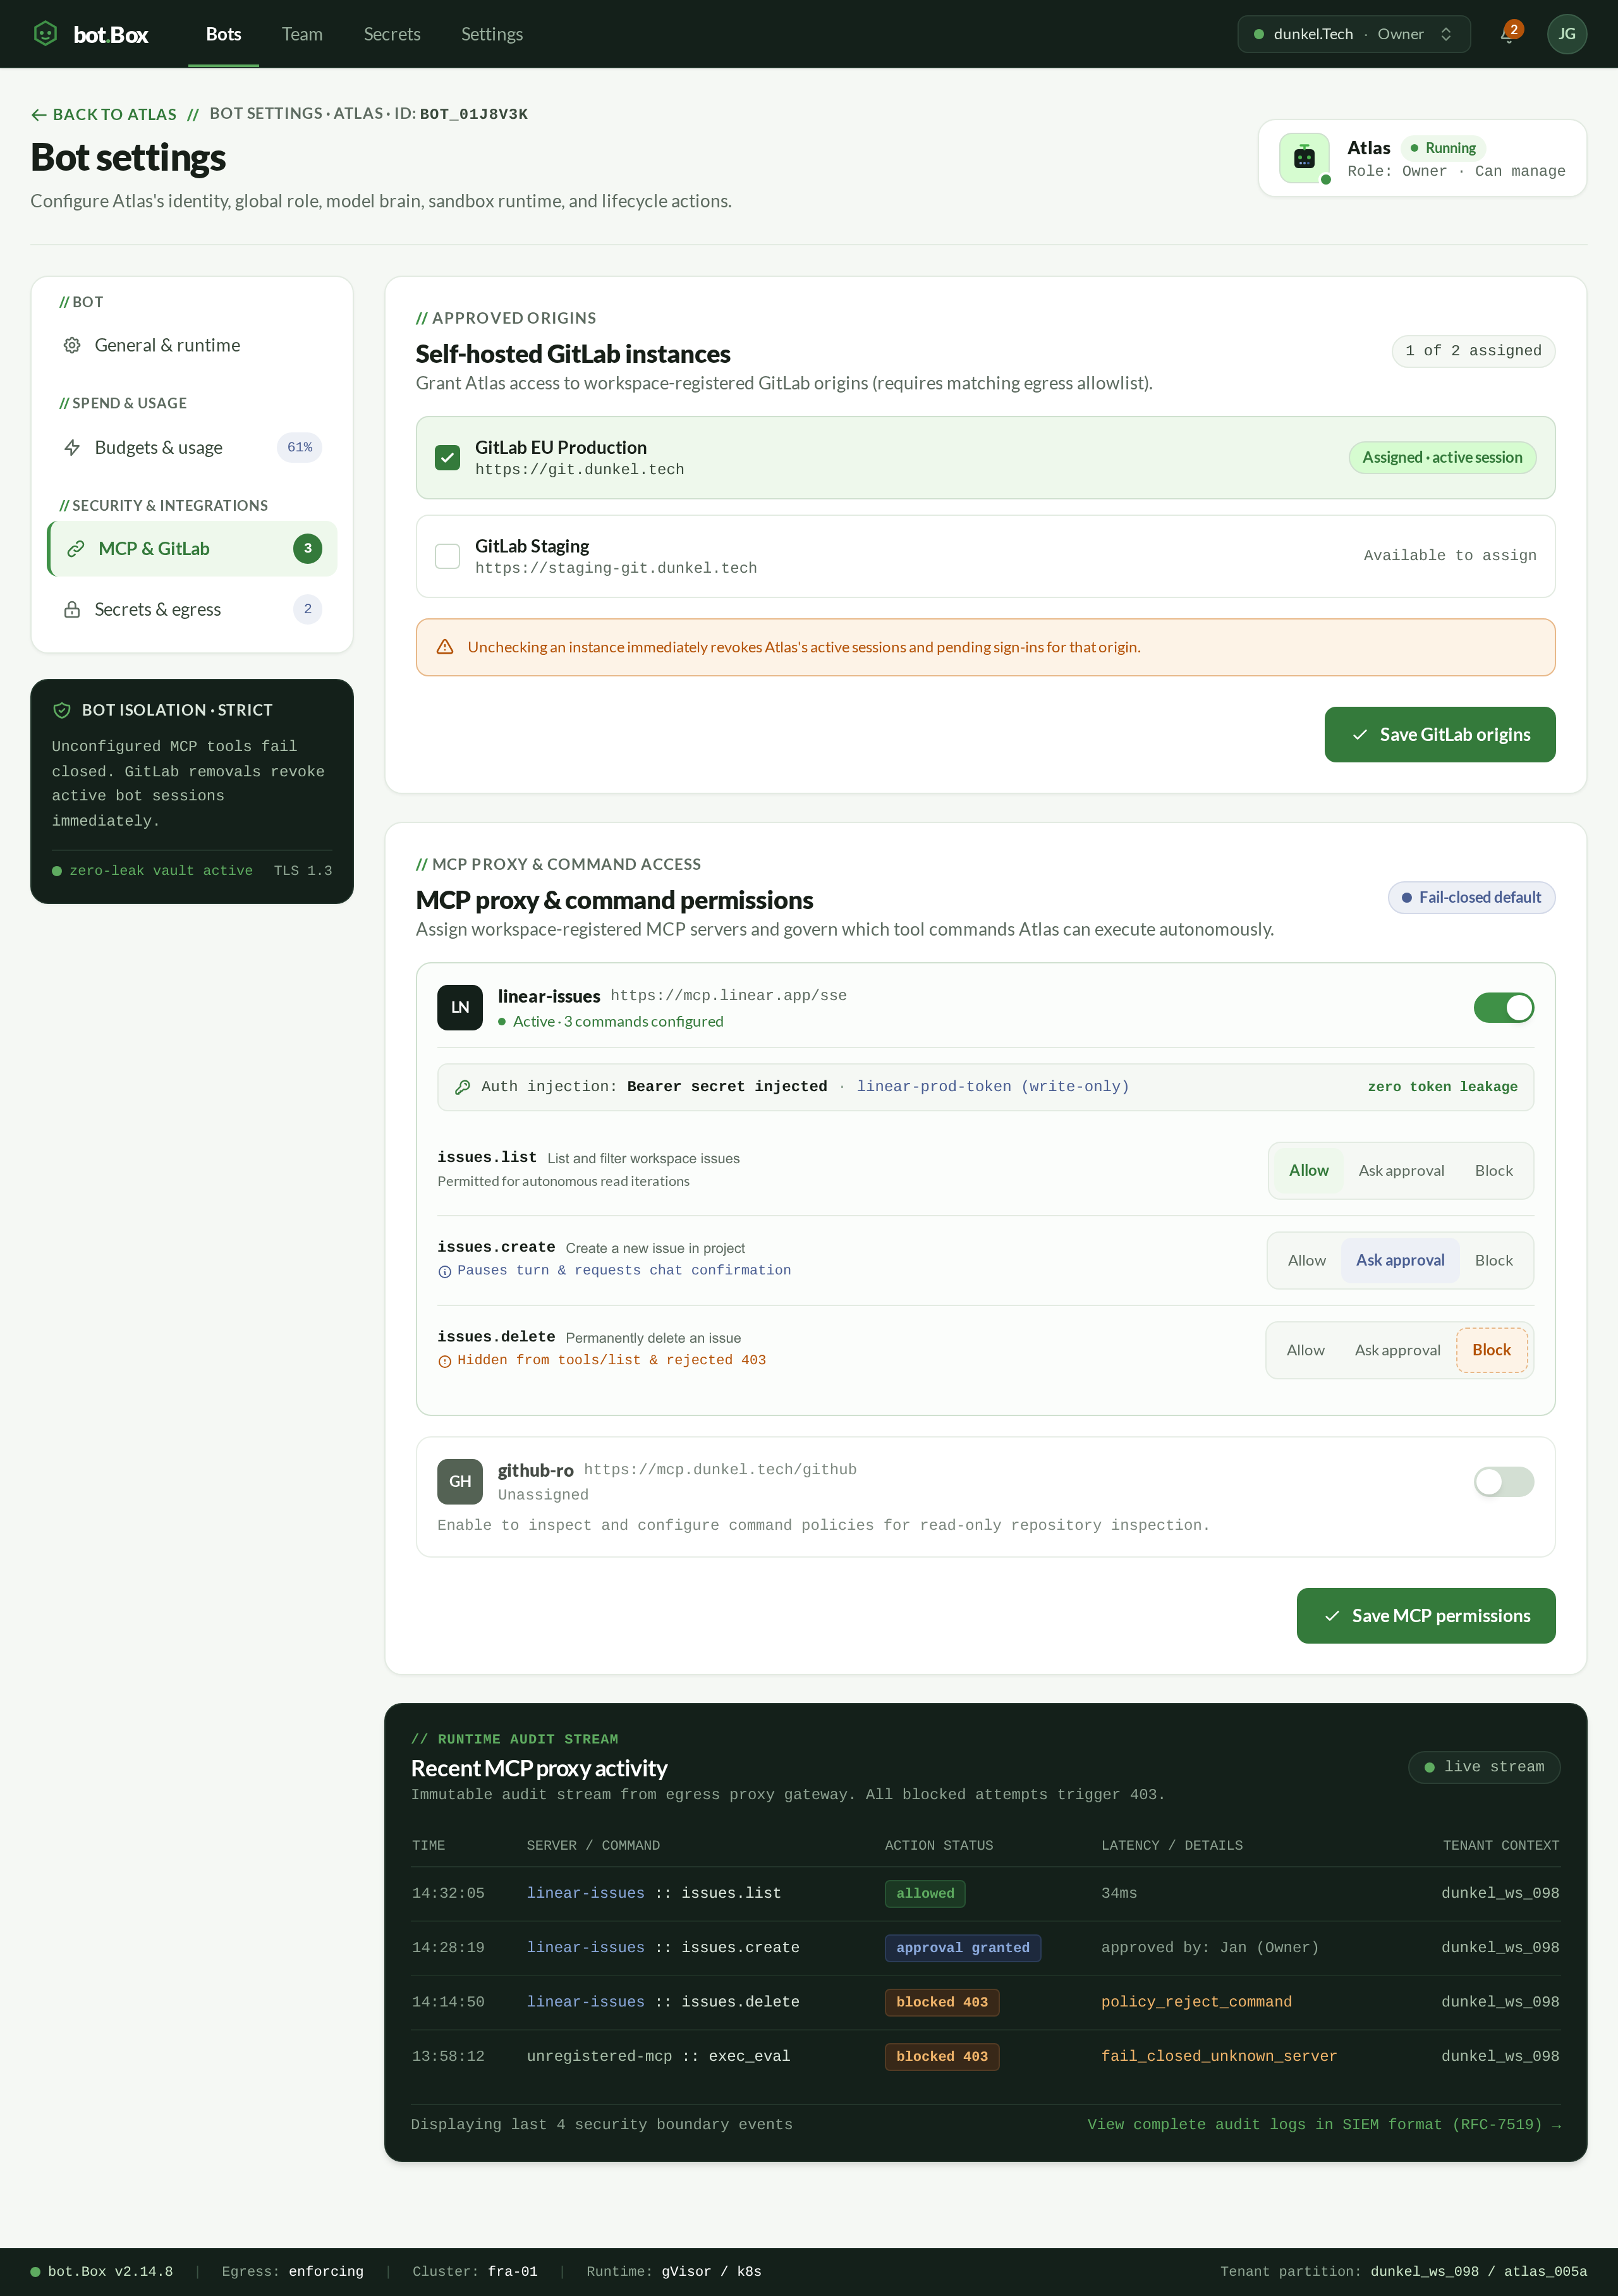 bot.Box
Bots
Team
Secrets
Settings
dunkel.Tech · Owner
2
JG
← BACK TO ATLAS // BOT SETTINGS · ATLAS · ID: BOT_01J8V3K
Bot settings
Configure Atlas's identity, global role, model brain, sandbox runtime, and lifecycle actions.
Atlas
Running
Role: Owner · Can manage
// BOT
General & runtime
// SPEND & USAGE
Budgets & usage
61%
// SECURITY & INTEGRATIONS
MCP & GitLab
3
Secrets & egress
2
BOT ISOLATION · STRICT
Unconfigured MCP tools fail
closed. GitLab removals revoke
active bot sessions
immediately.
zero-leak vault active
TLS 1.3
// APPROVED ORIGINS
Self-hosted GitLab instances
Grant Atlas access to workspace-registered GitLab origins (requires matching egress allowlist).
1 of 2 assigned
GitLab EU Production
https://git.dunkel.tech
Assigned · active session
GitLab Staging
https://staging-git.dunkel.tech
Available to assign
Unchecking an instance immediately revokes Atlas's active sessions and pending sign-ins for that origin.
Save GitLab origins
// MCP PROXY & COMMAND ACCESS
MCP proxy & command permissions
Assign workspace-registered MCP servers and govern which tool commands Atlas can execute autonomously.
Fail-closed default
LN
linear-issues https://mcp.linear.app/sse
Active · 3 commands configured
Auth injection: Bearer secret injected · linear-prod-token (write-only)
zero token leakage
issues.list List and filter workspace issues
Permitted for autonomous read iterations
Allow
Ask approval
Block
issues.create Create a new issue in project
Pauses turn & requests chat confirmation
Allow
Ask approval
Block
issues.delete Permanently delete an issue
Hidden from tools/list & rejected 403
Allow
Ask approval
Block
GH
github-ro https://mcp.dunkel.tech/github
Unassigned
Enable to inspect and configure command policies for read-only repository inspection.
Save MCP permissions
// RUNTIME AUDIT STREAM
Recent MCP proxy activity
Immutable audit stream from egress proxy gateway. All blocked attempts trigger 403.
live stream
TIME SERVER / COMMAND ACTION STATUS LATENCY / DETAILS TENANT CONTEXT
14:32:05 linear-issues :: issues.list allowed 34ms dunkel_ws_098
14:28:19 linear-issues :: issues.create approval granted approved by: Jan (Owner) dunkel_ws_098
14:14:50 linear-issues :: issues.delete blocked 403 policy_reject_command dunkel_ws_098
13:58:12 unregistered-mcp :: exec_eval blocked 403 fail_closed_unknown_server dunkel_ws_098
Displaying last 4 security boundary events
View complete audit logs in SIEM format (RFC-7519) →
bot.Box v2.14.8 | Egress: enforcing | Cluster: fra-01 | Runtime: gVisor / k8s
Tenant partition: dunkel_ws_098 / atlas_005a